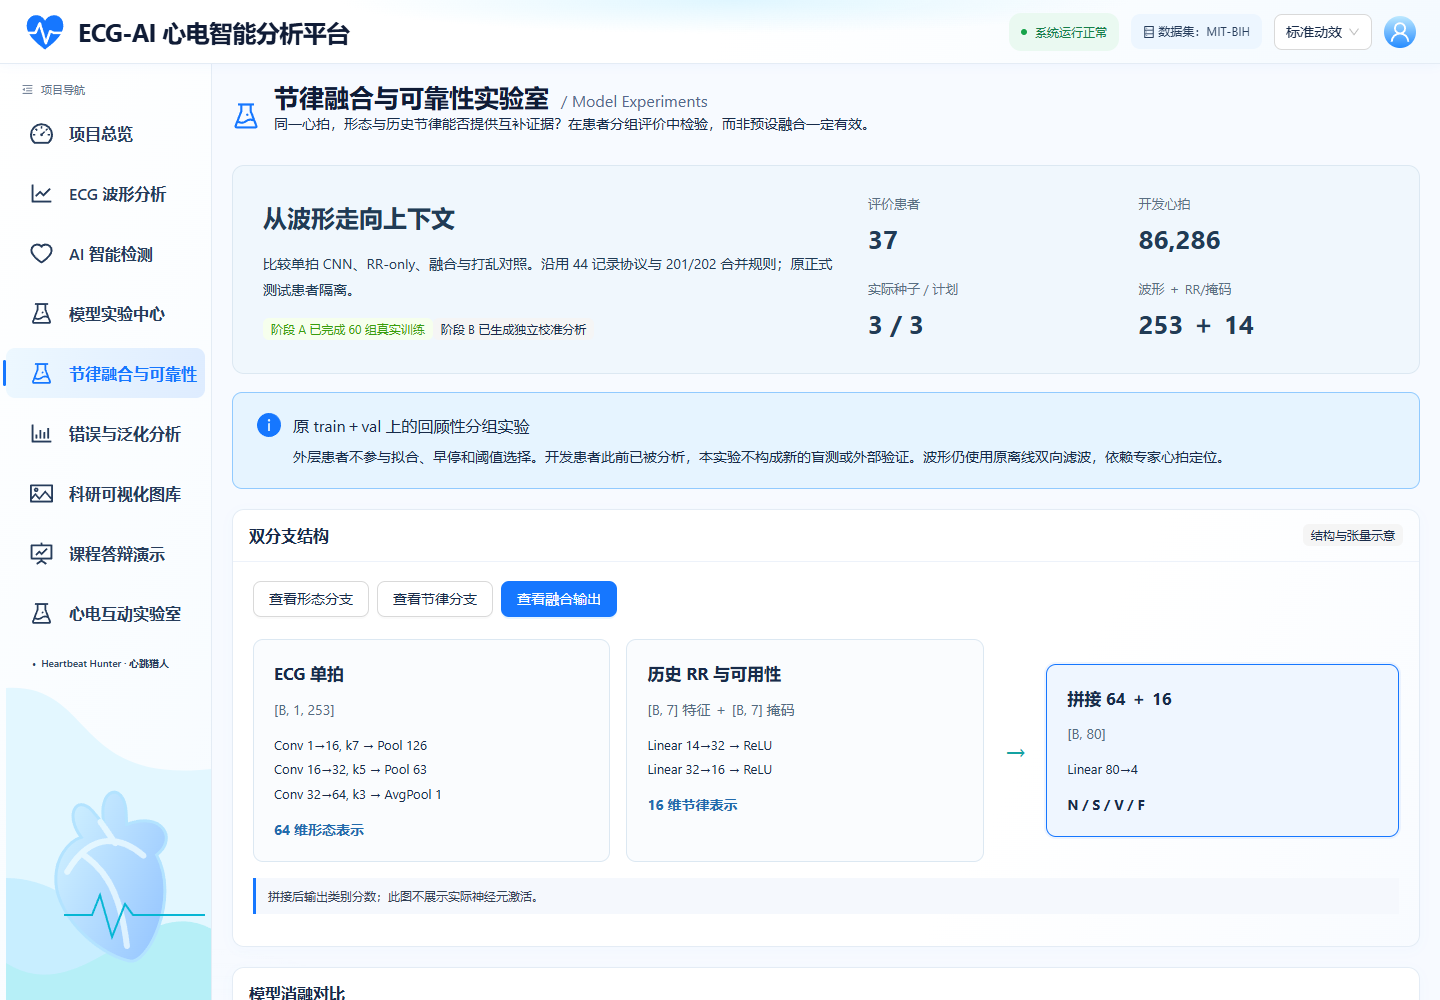 ECG-AI 心电智能分析平台
系统运行正常
数据集：MIT-BIH
标准动效
项目导航
项目总览
ECG 波形分析
AI 智能检测
模型实验中心
节律融合与可靠性
错误与泛化分析
科研可视化图库
课程答辩演示
心电互动实验室
• Heartbeat Hunter · 心跳猎人
节律融合与可靠性实验室 / Model Experiments
同一心拍，形态与历史节律能否提供互补证据？在患者分组评价中检验，而非预设融合一定有效。
从波形走向上下文
比较单拍 CNN、RR-only、融合与打乱对照。沿用 44 记录协议与 201/202 合并规则；原正式
测试患者隔离。
阶段 A 已完成 60 组真实训练
阶段 B 已生成独立校准分析
评价患者
37
开发心拍
86,286
实际种子 / 计划
3 / 3
波形 + RR/掩码
253 + 14
原 train＋val 上的回顾性分组实验
外层患者不参与拟合、早停和阈值选择。开发患者此前已被分析，本实验不构成新的盲测或外部验证。波形仍使用原离线双向滤波，依赖专家心拍定位。
双分支结构
结构与张量示意
查看形态分支
查看节律分支
查看融合输出
ECG 单拍
[B, 1, 253]
Conv 1→16, k7 → Pool 126
Conv 16→32, k5 → Pool 63
Conv 32→64, k3 → AvgPool 1
64 维形态表示
历史 RR 与可用性
[B, 7] 特征 + [B, 7] 掩码
Linear 14→32 → ReLU
Linear 32→16 → ReLU
16 维节律表示
→
拼接 64 + 16
[B, 80]
Linear 80→4
N / S / V / F
拼接后输出类别分数；此图不展示实际神经元激活。
模型消融对比